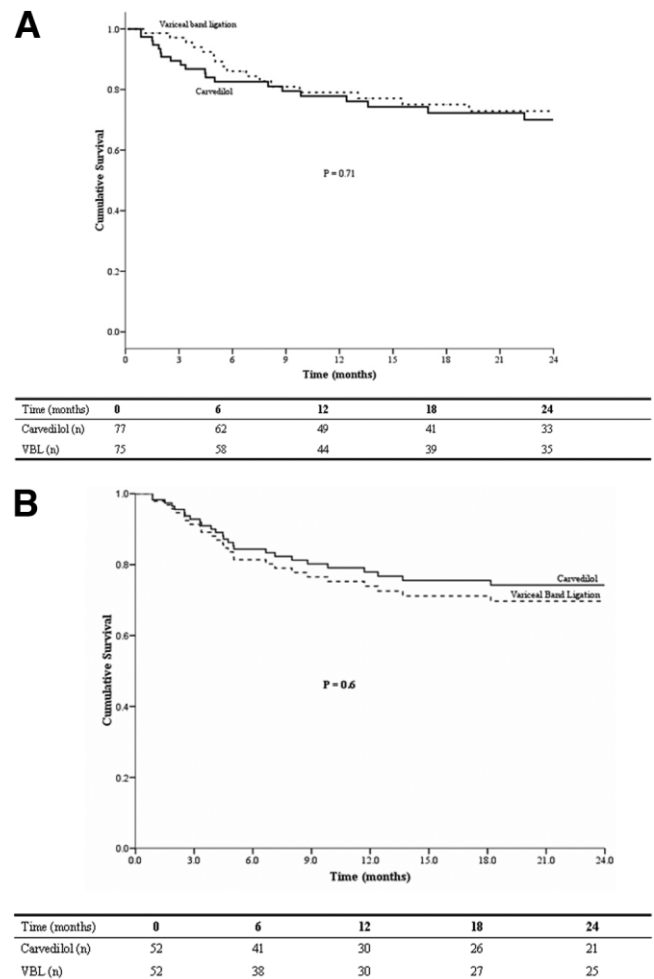 A
1.0
Variceal band ligation
0.8
Carvedilol
0.6
P = 0.71
0.4
0.2
0.0
Cumulative Survival
0 3 6 9 12 15 18 21 24
Time (months)
Time (months) 0 6 12 18 24
Carvedilol (n) 77 62 49 41 33
VBL (n) 75 58 44 39 35
B
1.0
0.8
Carvedilol
Variceal Band Ligation
0.6
P = 0.6
0.4
0.2
0.0
Cumulative Survival
0.0 3.0 6.0 9.0 12.0 15.0 18.0 21.0 24.0
Time (months)
Time (months) 0 6 12 18 24
Carvedilol (n) 52 41 30 26 21
VBL (n) 52 38 30 27 25